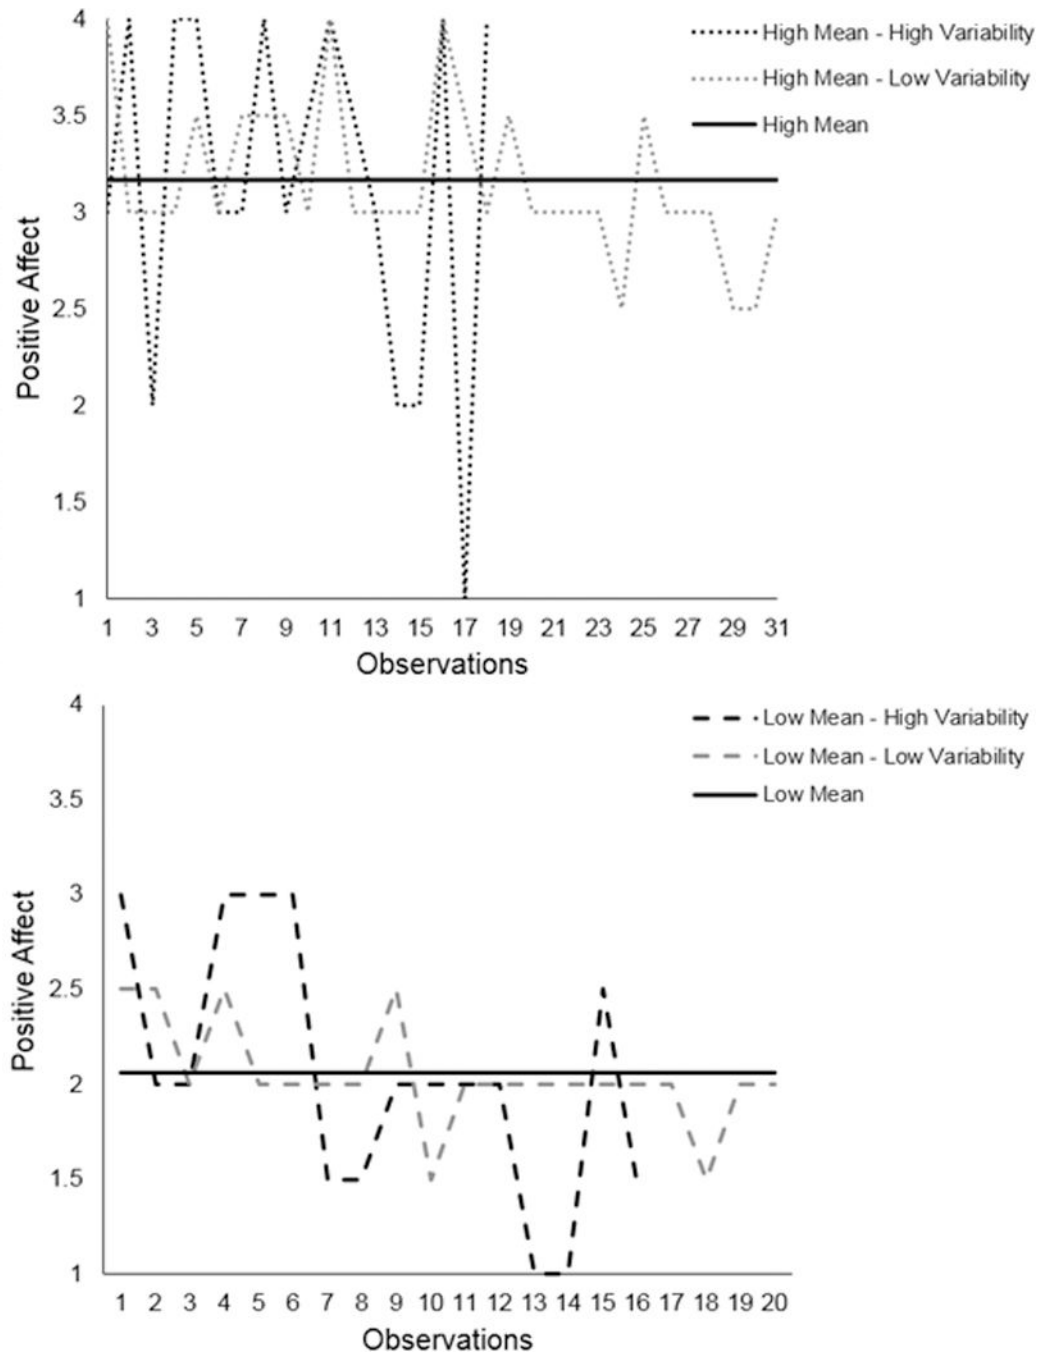 4
3.5
3
2.5
2
1.5
1
Positive Affect
High Mean - High Variability
High Mean - Low Variability
High Mean
1 3 5 7 9 11 13 15 17 19 21 23 25 27 29 31
Observations
4
3.5
3
2.5
2
1.5
1
Positive Affect
Low Mean - High Variability
Low Mean - Low Variability
Low Mean
1 2 3 4 5 6 7 8 9 10 11 12 13 14 15 16 17 18 19 20
Observations